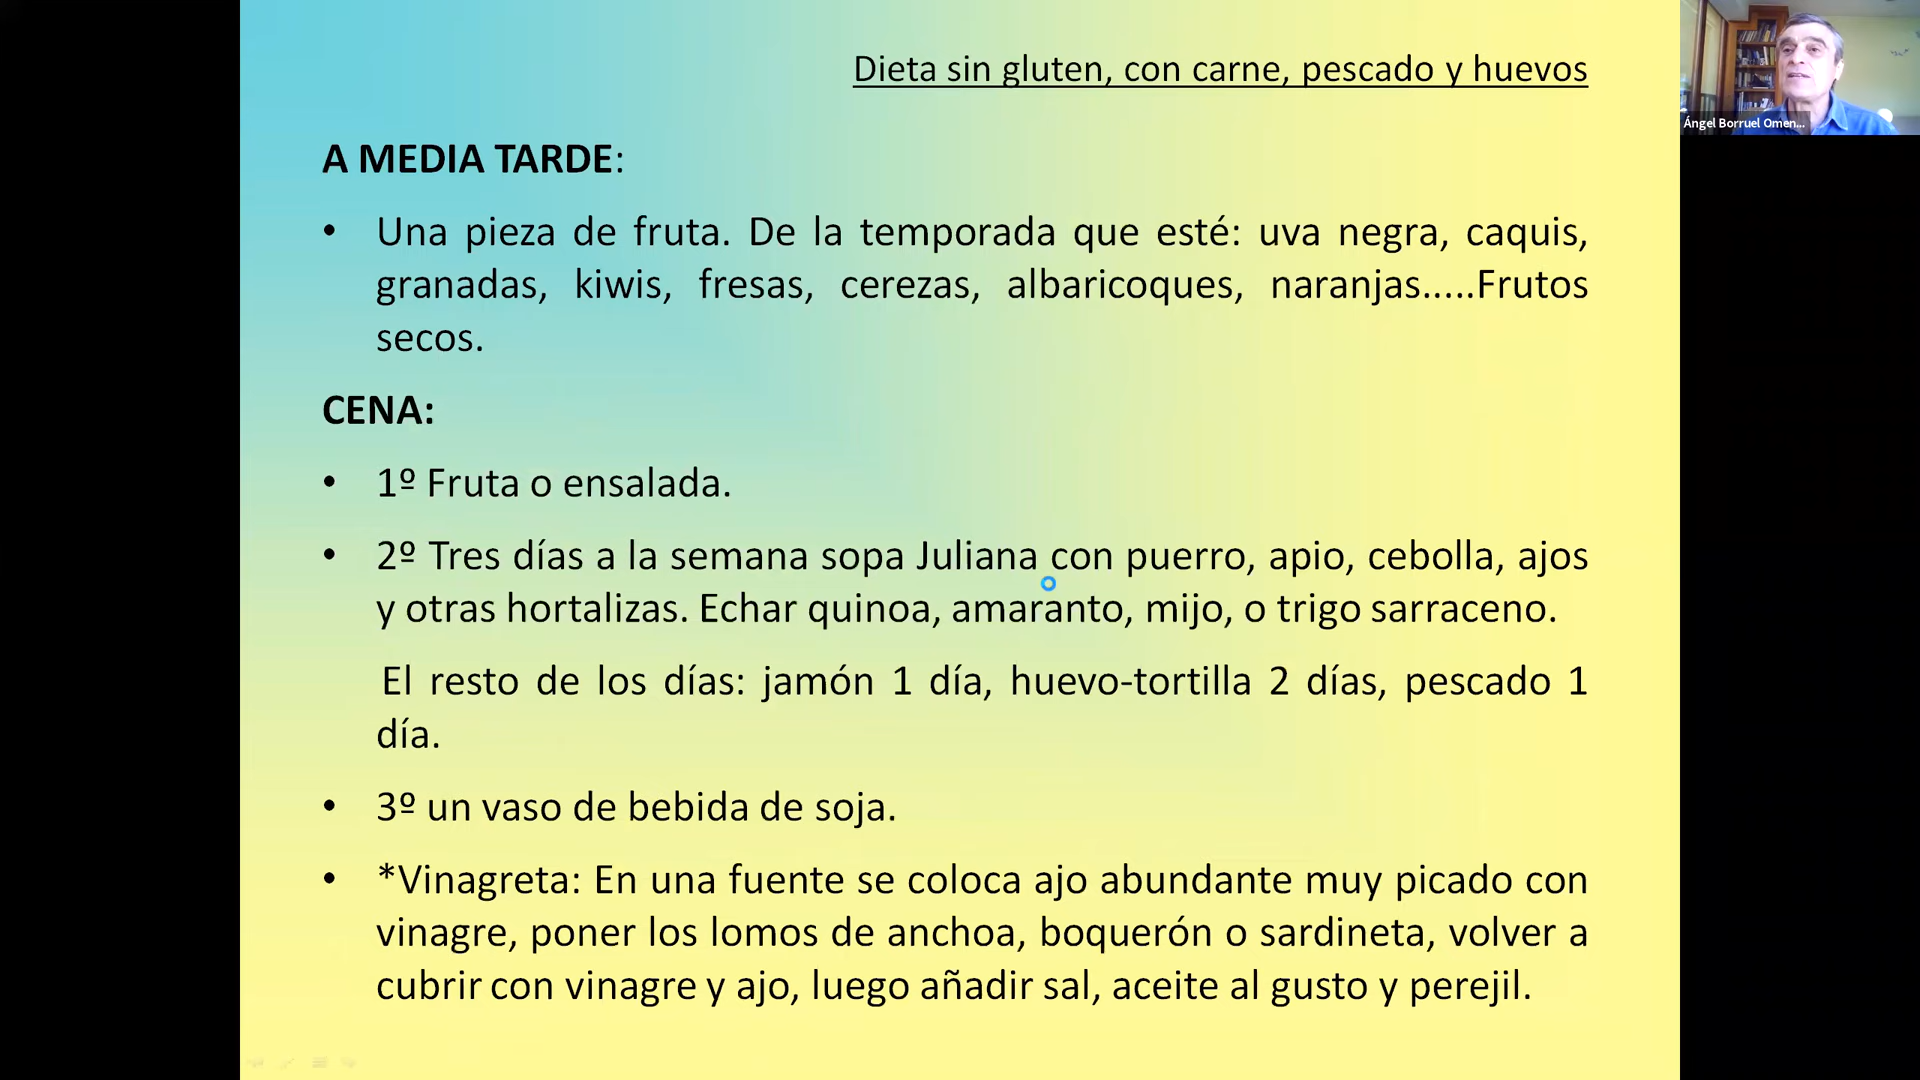 Dieta sin gluten, con carne, pescado y huevos
Ángel Borruel Omen...
A MEDIA TARDE:
• Una pieza de fruta. De la temporada que esté: uva negra, caquis,
granadas, kiwis, fresas, cerezas, albaricoques, naranjas.....Frutos
secos.
CENA:
• 1º Fruta o ensalada.
• 2º Tres días a la semana sopa Juliana con puerro, apio, cebolla, ajos
y otras hortalizas. Echar quinoa, amaranto, mijo, o trigo sarraceno.
El resto de los días: jamón 1 día, huevo-tortilla 2 días, pescado 1
día.
• 3º un vaso de bebida de soja.
• *Vinagreta: En una fuente se coloca ajo abundante muy picado con
vinagre, poner los lomos de anchoa, boquerón o sardineta, volver a
cubrir con vinagre y ajo, luego añadir sal, aceite al gusto y perejil.